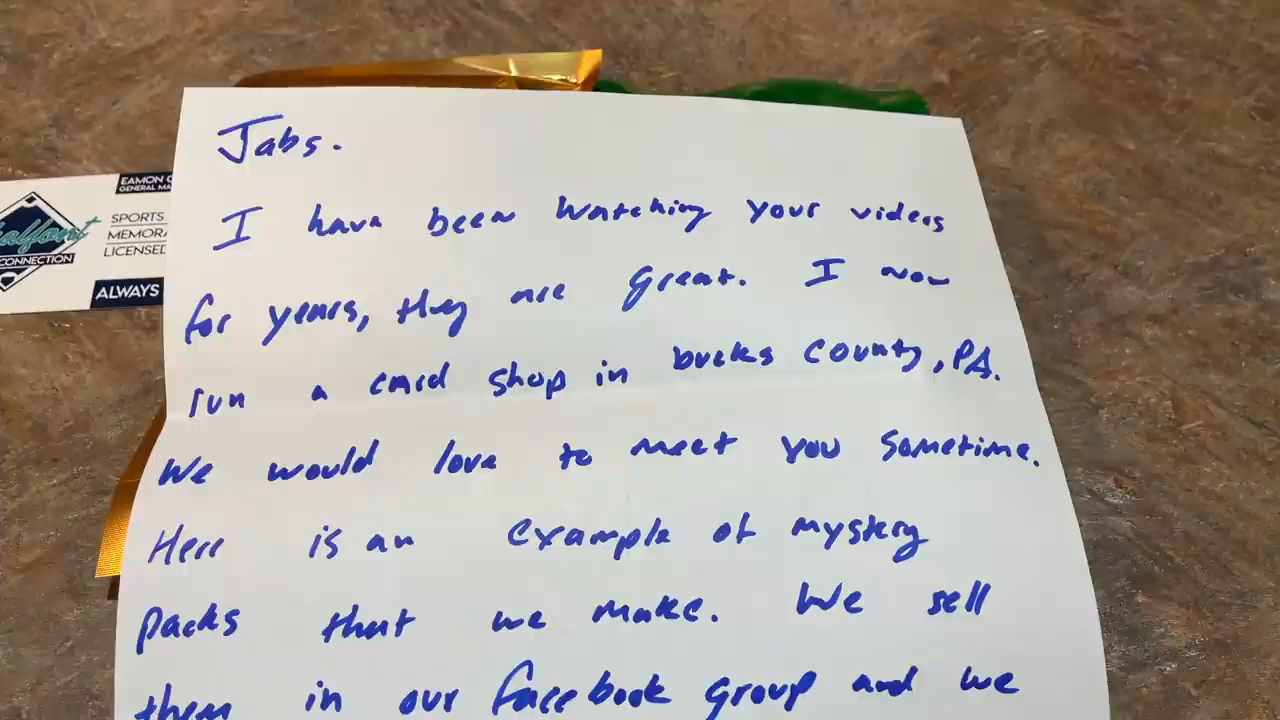 Jabs.
I have been watching your videos
for years, they are great. I now
run a card shop in bucks county, PA.
We would love to meet you sometime.
Here is an example of mystery
packs that we make. We sell
them in our facebook group and we
EAMON
GENERAL
SPORTS
MEMOR
LICENSED
CONNECTION
ALWAYS